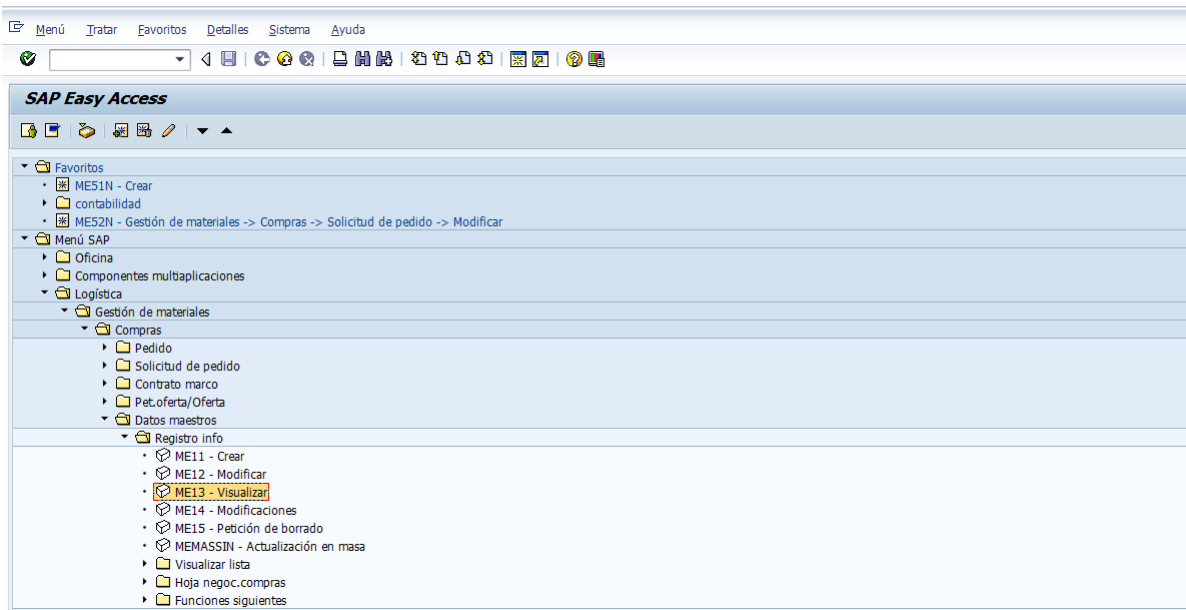 Menú Tratar Favoritos Detalles Sistema Ayuda
SAP Easy Access
Favoritos
ME51N - Crear
contabilidad
ME52N - Gestión de materiales -> Compras -> Solicitud de pedido -> Modificar
Menú SAP
Oficina
Componentes multiaplicaciones
Logística
Gestión de materiales
Compras
Pedido
Solicitud de pedido
Contrato marco
Pet.oferta/Oferta
Datos maestros
Registro info
ME11 - Crear
ME12 - Modificar
ME13 - Visualizar
ME14 - Modificaciones
ME15 - Petición de borrado
MEMASSIN - Actualización en masa
Visualizar lista
Hoja negoc.compras
Funciones siguientes